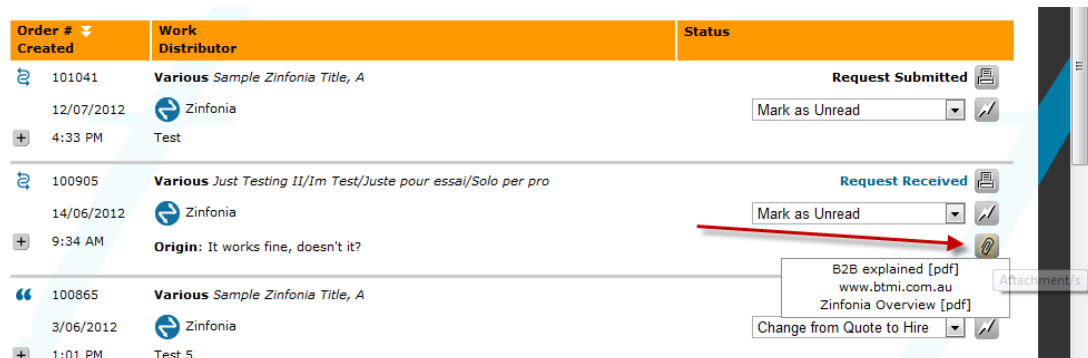 Order # Work Status
Created Distributor
101041 Various Sample Zinfonia Title, A Request Submitted
12/07/2012 Zinfonia Mark as Unread
4:33 PM Test
100905 Various Just Testing II/Im Test/Juste pour essai/Solo per pro Request Received
14/06/2012 Zinfonia Mark as Unread
9:34 AM Origin: It works fine, doesn't it?
B2B explained [pdf]
www.btmi.com.au Attachment/s
Zinfonia Overview [pdf]
100865 Various Sample Zinfonia Title, A
3/06/2012 Zinfonia Change from Quote to Hire
1:01 PM Test 5